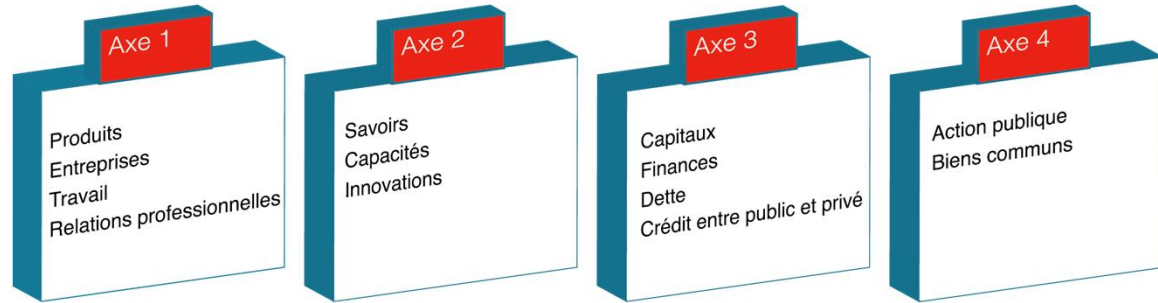 Axe 1
Produits
Entreprises
Travail
Relations professionnelles
Axe 2
Savoirs
Capacités
Innovations
Axe 3
Capitaux
Finances
Dette
Crédit entre public et privé
Axe 4
Action publique
Biens communs